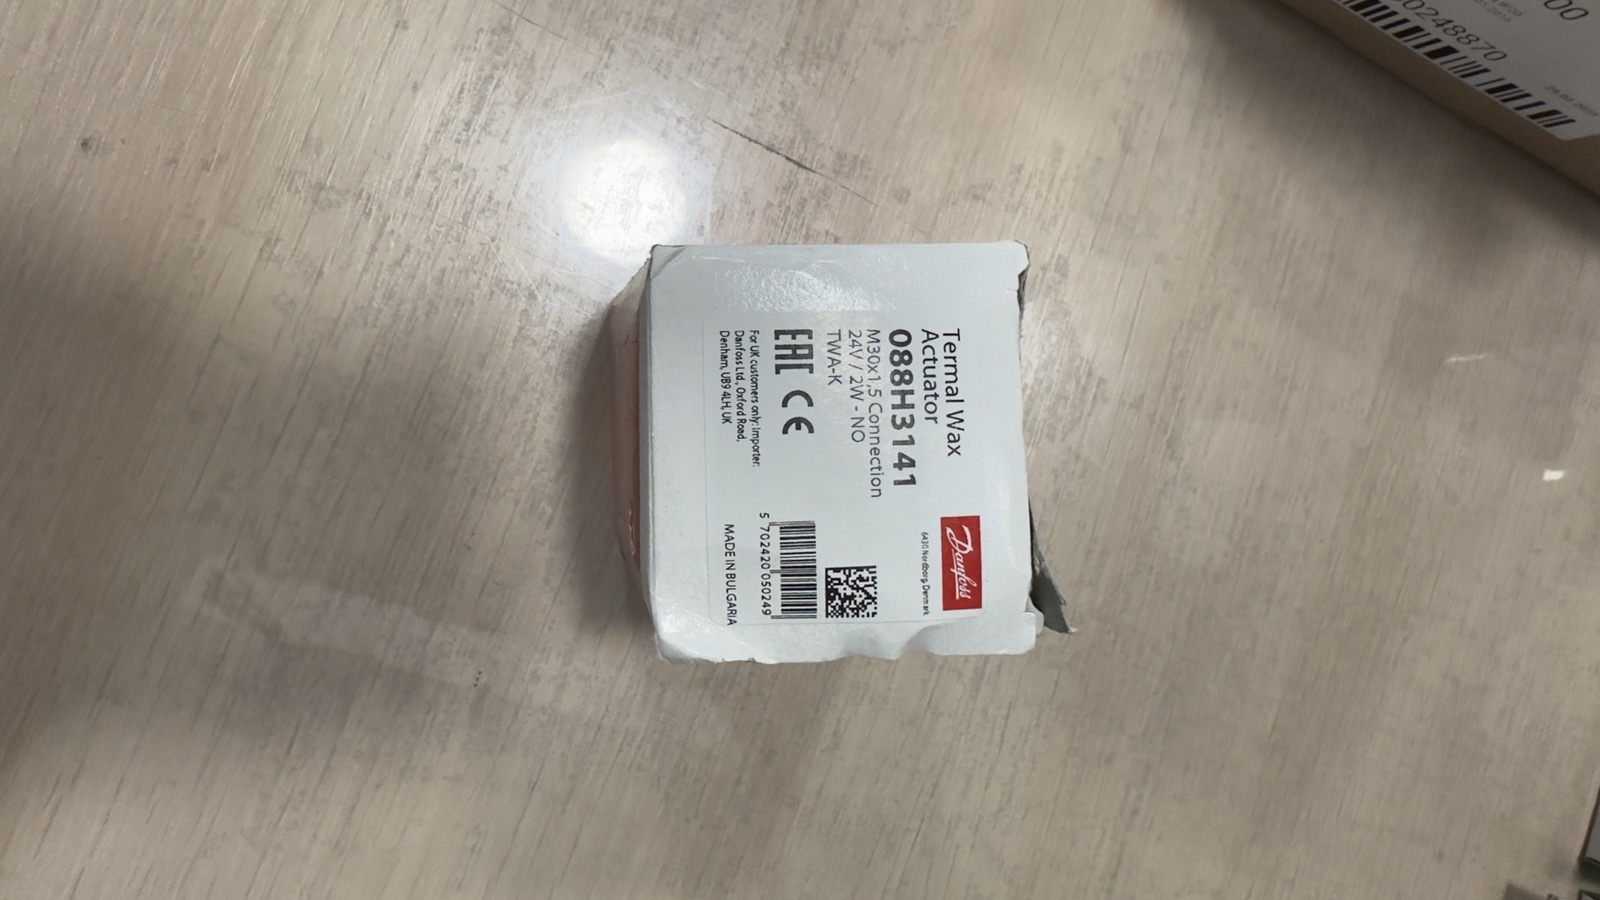 Termal Wax
Actuator
088H3141
M30x1,5 Connection
24V / 2W - NO
TWA-K
EAC CE
For UK customers only: Importer:
Danfoss Ltd., Oxford Road,
Denham, UB9 4LH, UK
Danfoss
6430 Nordborg, Denmark
5 702420 050249
MADE IN BULGARIA
0248870